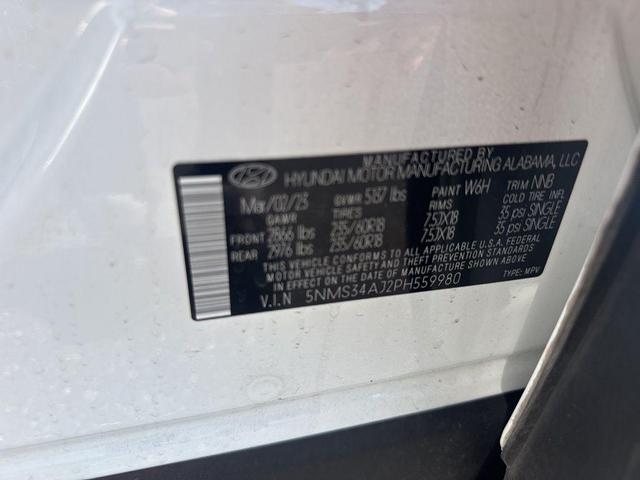 MANUFACTURED BY
HYUNDAI MOTOR MANUFACTURING ALABAMA, LLC
Mar/02/23 GVWR 5187 lbs PAINT W6H TRIM NNB
GAWR TIRES RIMS COLD TIRE INFL
FRONT 2866 lbs 235/60R18 7.5JX18 35 psi SINGLE
REAR 2976 lbs 235/60R18 7.5JX18 35 psi SINGLE
THIS VEHICLE CONFORMS TO ALL APPLICABLE U.S.A. FEDERAL
MOTOR VEHICLE SAFETY AND THEFT PREVENTION STANDARDS
IN EFFECT ON THE DATE OF MANUFACTURE SHOWN ABOVE.
V.I.N 5NMS34AJ2PH559980 TYPE: MPV